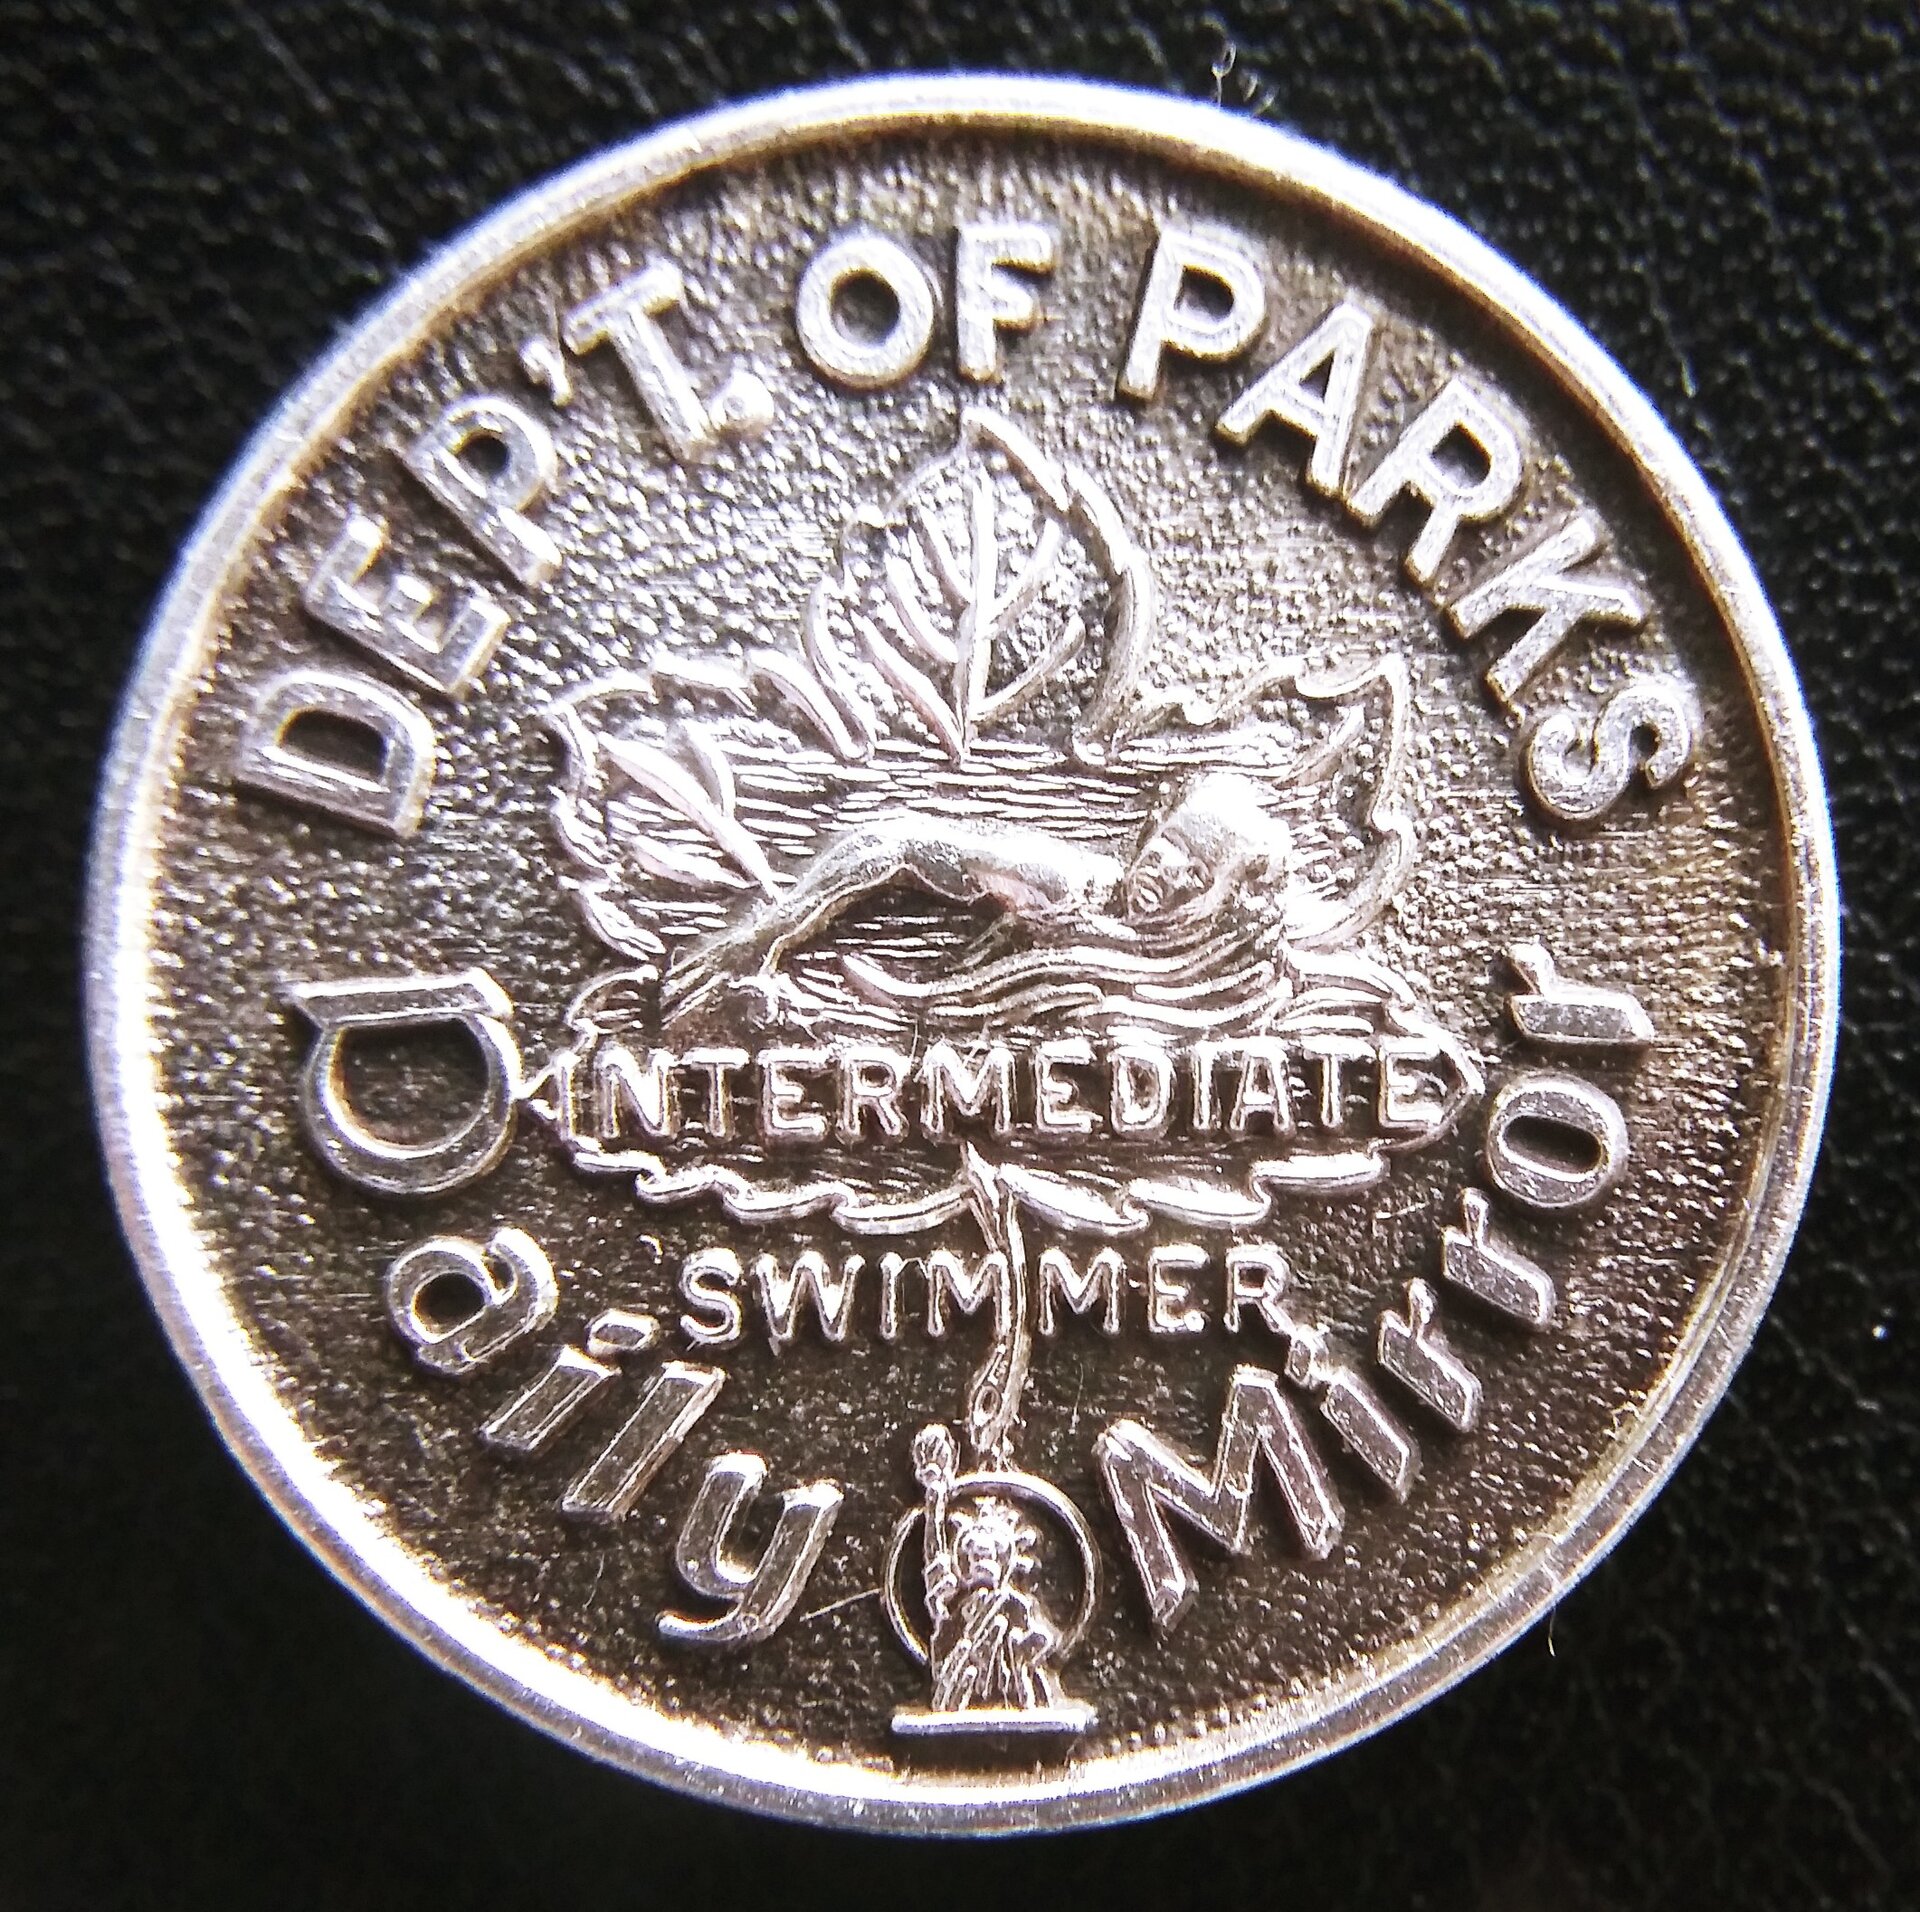 DEP'T. OF PARKS
INTERMEDIATE
SWIMMER
Daily Mirror